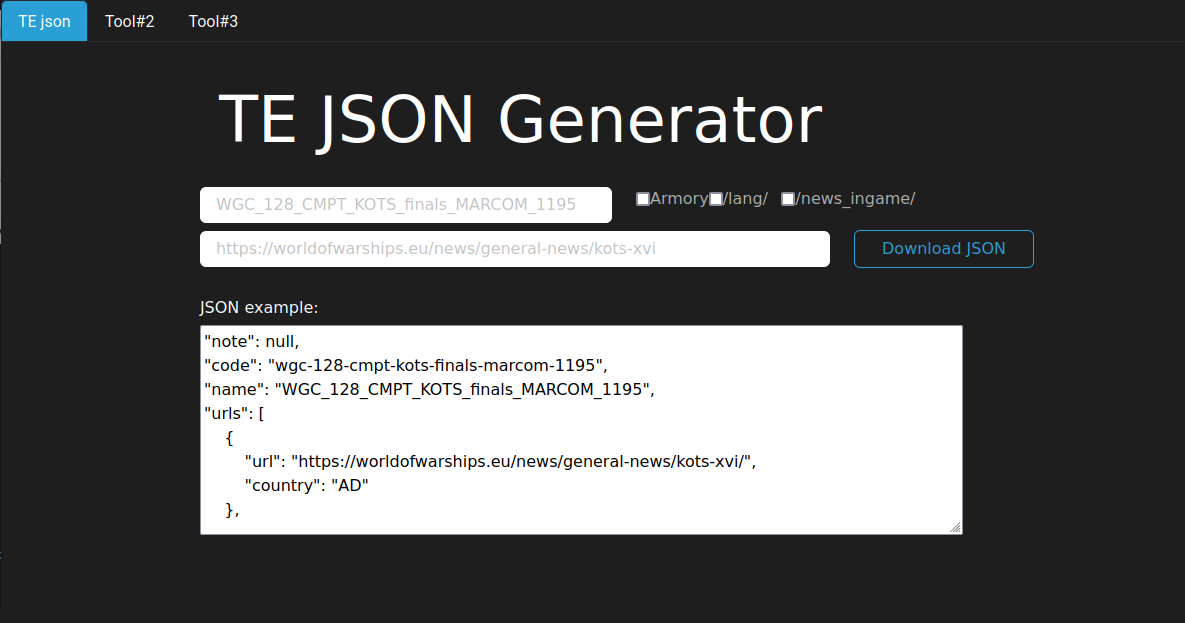 TE json Tool#2 Tool#3
TE JSON Generator
WGC_128_CMPT_KOTS_finals_MARCOM_1195 Armory /lang/ /news_ingame/
https://worldofwarships.eu/news/general-news/kots-xvi Download JSON
JSON example:
"note": null,
"code": "wgc-128-cmpt-kots-finals-marcom-1195",
"name": "WGC_128_CMPT_KOTS_finals_MARCOM_1195",
"urls": [
{
"url": "https://worldofwarships.eu/news/general-news/kots-xvi/",
"country": "AD"
},